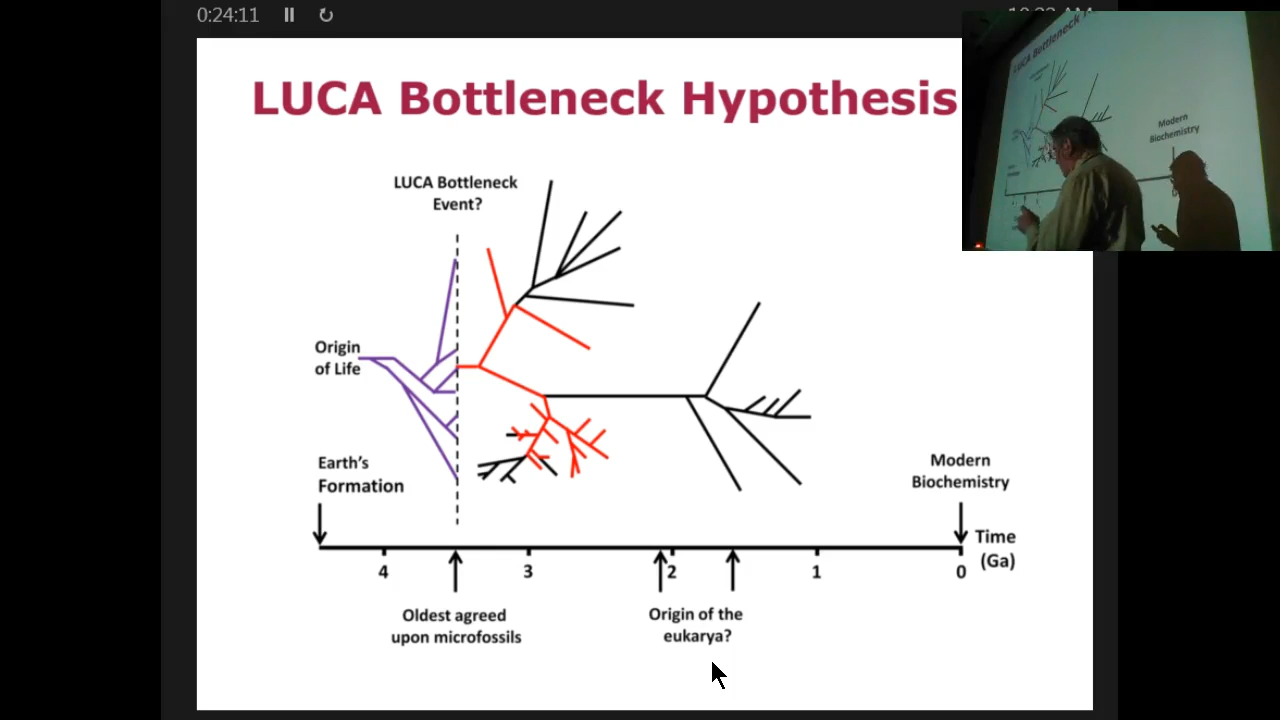 0:24:11
LUCA Bottleneck Hypothesis
LUCA Bottleneck
Event?
Origin
of Life
Earth's
Formation
Modern
Biochemistry
Time
(Ga)
4
3
2
1
0
Oldest agreed
upon microfossils
Origin of the
eukarya?
LUCA Bottleneck
Modern
Biochemistry